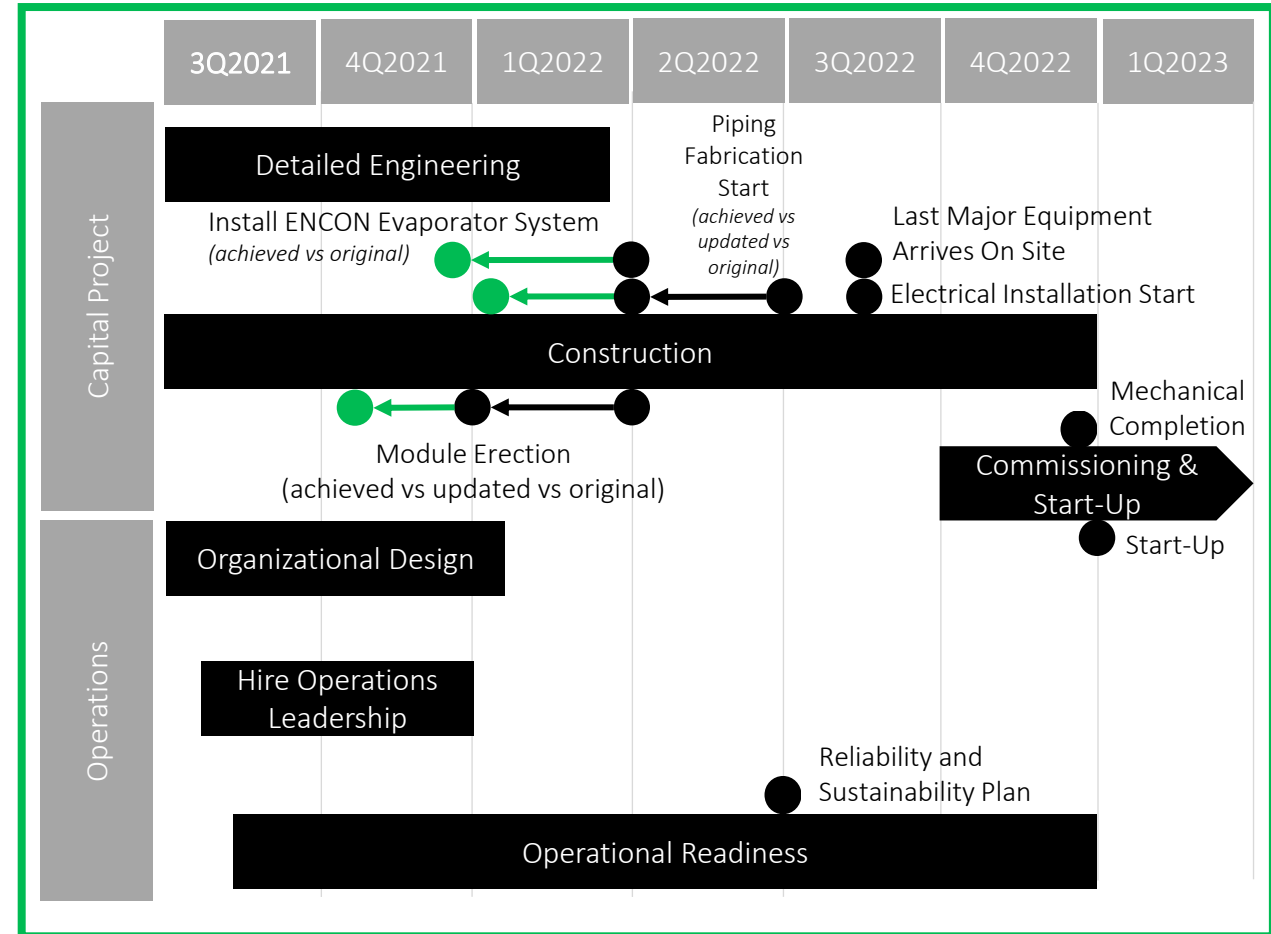 3Q2021
4Q2021
1Q2022
2Q2022
3Q2022
4Q2022
1Q2023
Capital Project
Detailed Engineering
Piping
Fabrication
Start
(achieved vs
updated vs
original)
Install ENCON Evaporator System
(achieved vs original)
Last Major Equipment
Arrives On Site
Electrical Installation Start
Construction
Module Erection
(achieved vs updated vs original)
Mechanical
Completion
Commissioning &
Start-Up
Start-Up
Operations
Organizational Design
Hire Operations
Leadership
Reliability and
Sustainability Plan
Operational Readiness